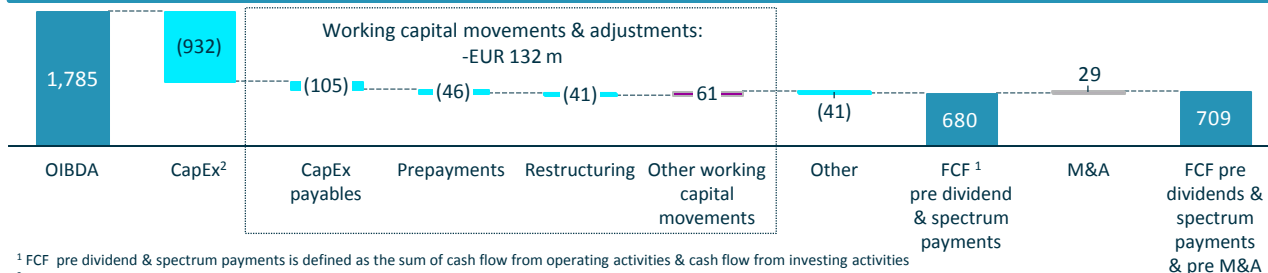 Working capital movements & adjustments:
-EUR 132 m
1,785
(932)
(105)
(46)
(41)
61
(41)
680
29
709
OIBDA
CapEx²
CapEx
payables
Prepayments
Restructuring
Other working
capital
movements
Other
FCF ¹
pre dividend
& spectrum
payments
M&A
FCF pre
dividends &
spectrum
payments
& pre M&A
¹ FCF pre dividend & spectrum payments is defined as the sum of cash flow from operating activities & cash flow from investing activities